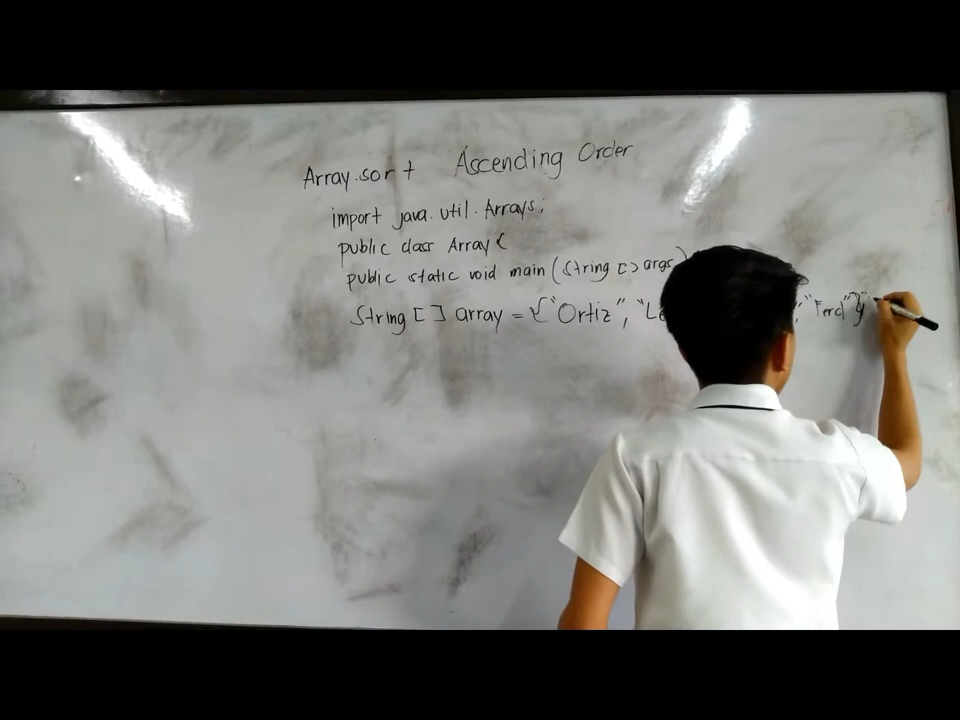 Array.sort Ascending Order
import java.util.Arrays;
public class Array {
public static void main (String [] args)
String [] array = {"Ortiz", "Le , "Ferd"}